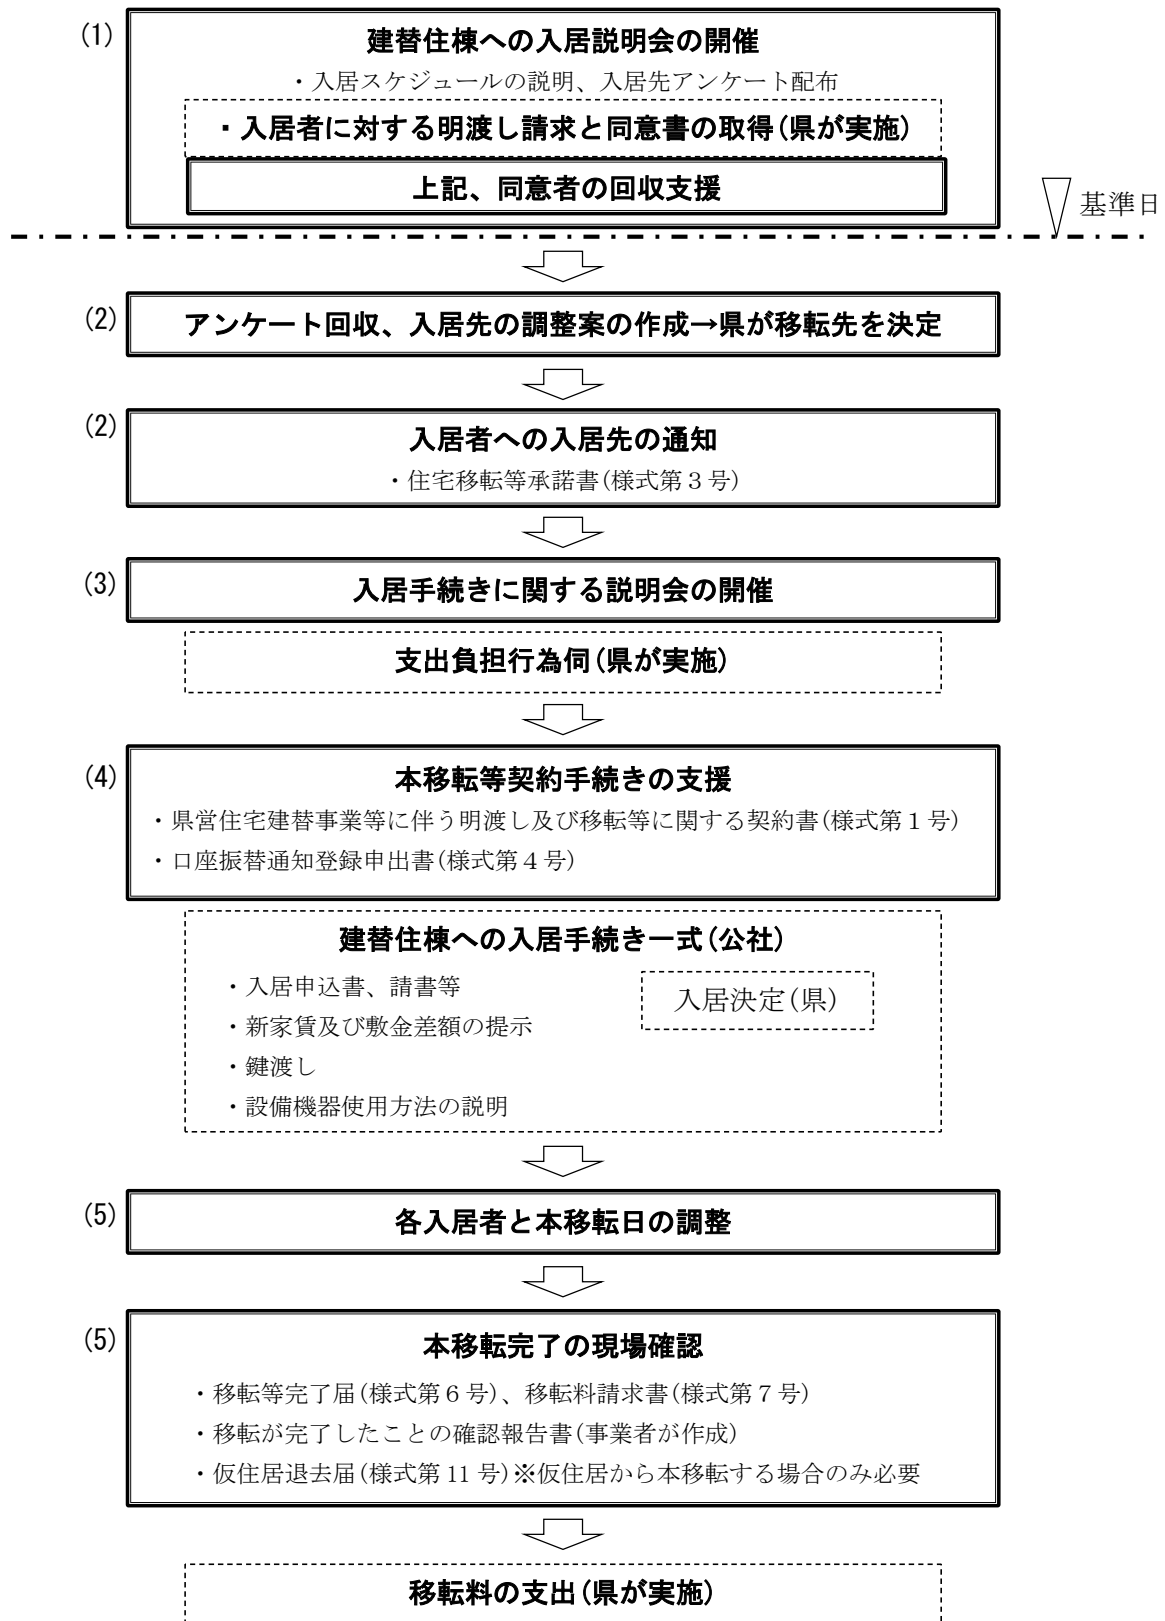 (1)
建替住棟への入居説明会の開催
・入居スケジュールの説明、入居先アンケート配布
・入居者に対する明渡し請求と同意書の取得(県が実施)
上記、同意者の回収支援
基準日
(2)
アンケート回収、入居先の調整案の作成→県が移転先を決定
(2)
入居者への入居先の通知
・住宅移転等承諾書(様式第３号)
(3)
入居手続きに関する説明会の開催
支出負担行為伺(県が実施)
(4)
本移転等契約手続きの支援
・県営住宅建替事業等に伴う明渡し及び移転等に関する契約書(様式第１号)
・口座振替通知登録申出書(様式第４号)
建替住棟への入居手続き一式(公社)
・入居申込書、請書等
入居決定(県)
・新家賃及び敷金差額の提示
・鍵渡し
・設備機器使用方法の説明
(5)
各入居者と本移転日の調整
(5)
本移転完了の現場確認
・移転等完了届(様式第６号)、移転料請求書(様式第７号)
・移転が完了したことの確認報告書(事業者が作成)
・仮住居退去届(様式第 11 号)※仮住居から本移転する場合のみ必要
移転料の支出(県が実施)